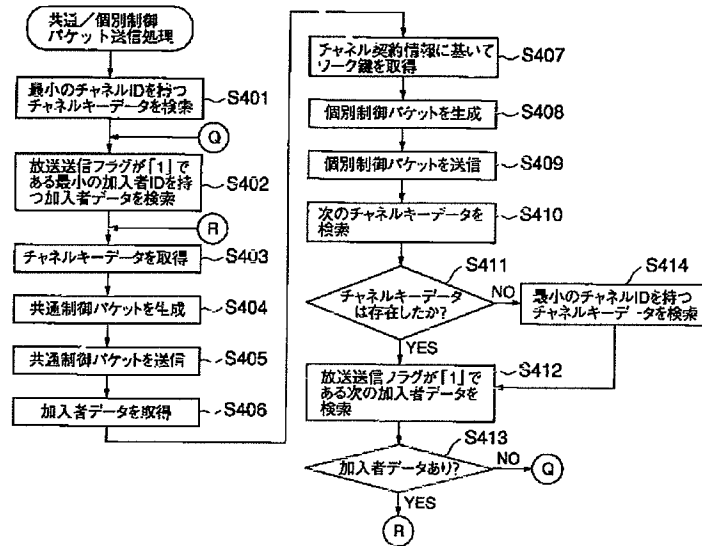 共通／個別制御
パケット送信処理
最小のチャネルIDを持つ
チャネルキーデータを検索
S401
Q
放送送信フラグが「1」で
ある最小の加入者IDを持
つ加入者データを検索
S402
R
チャネルキーデータを取得
S403
共通制御パケットを生成
S404
共通制御パケットを送信
S405
加入者データを取得
S406
チャネル契約情報に基いて
ワーク鍵を取得
S407
個別制御パケットを生成
S408
個別制御パケットを送信
S409
次のチャネルキーデータを
検索
S410
S411
チャネルキーデータ
は存在したか?
NO
YES
S414
最小のチャネルIDを持つ
チャネルキーデータを検索
放送送信フラグが「1」で
ある次の加入者データを
検索
S412
S413
加入者データあり?
NO
Q
YES
R